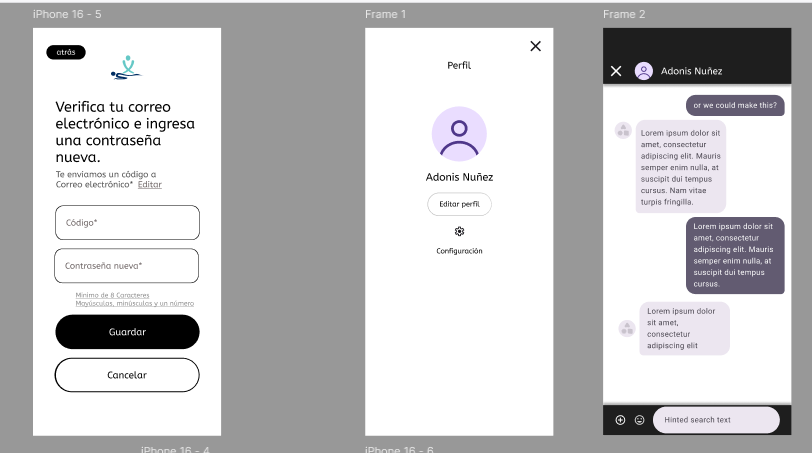 iPhone 16 - 5
atrás
Verifica tu correo
electrónico e ingresa
una contraseña
nueva.
Te enviamos un código a
Correo electrónico* Editar
Código*
Contraseña nueva*
Minimo de 8 Caracteres
Mayúsculas, minúsculas y un número
Guardar
Cancelar
iPhone 16 - 4
Frame 1
Perfil
Adonis Nuñez
Editar perfil
Configuración
iPhone 16 - 6
Frame 2
Adonis Nuñez
or we could make this?
Lorem ipsum dolor sit
amet, consectetur
adipiscing elit. Mauris
semper enim nulla, at
suscipit dui tempus
cursus. Nam vitae
turpis fringilla.
Lorem ipsum dolor sit
amet, consectetur
adipiscing elit. Mauris
semper enim nulla, at
suscipit dui tempus
cursus.
Lorem ipsum dolor
sit amet,
consectetur
adipiscing elit
Hinted search text